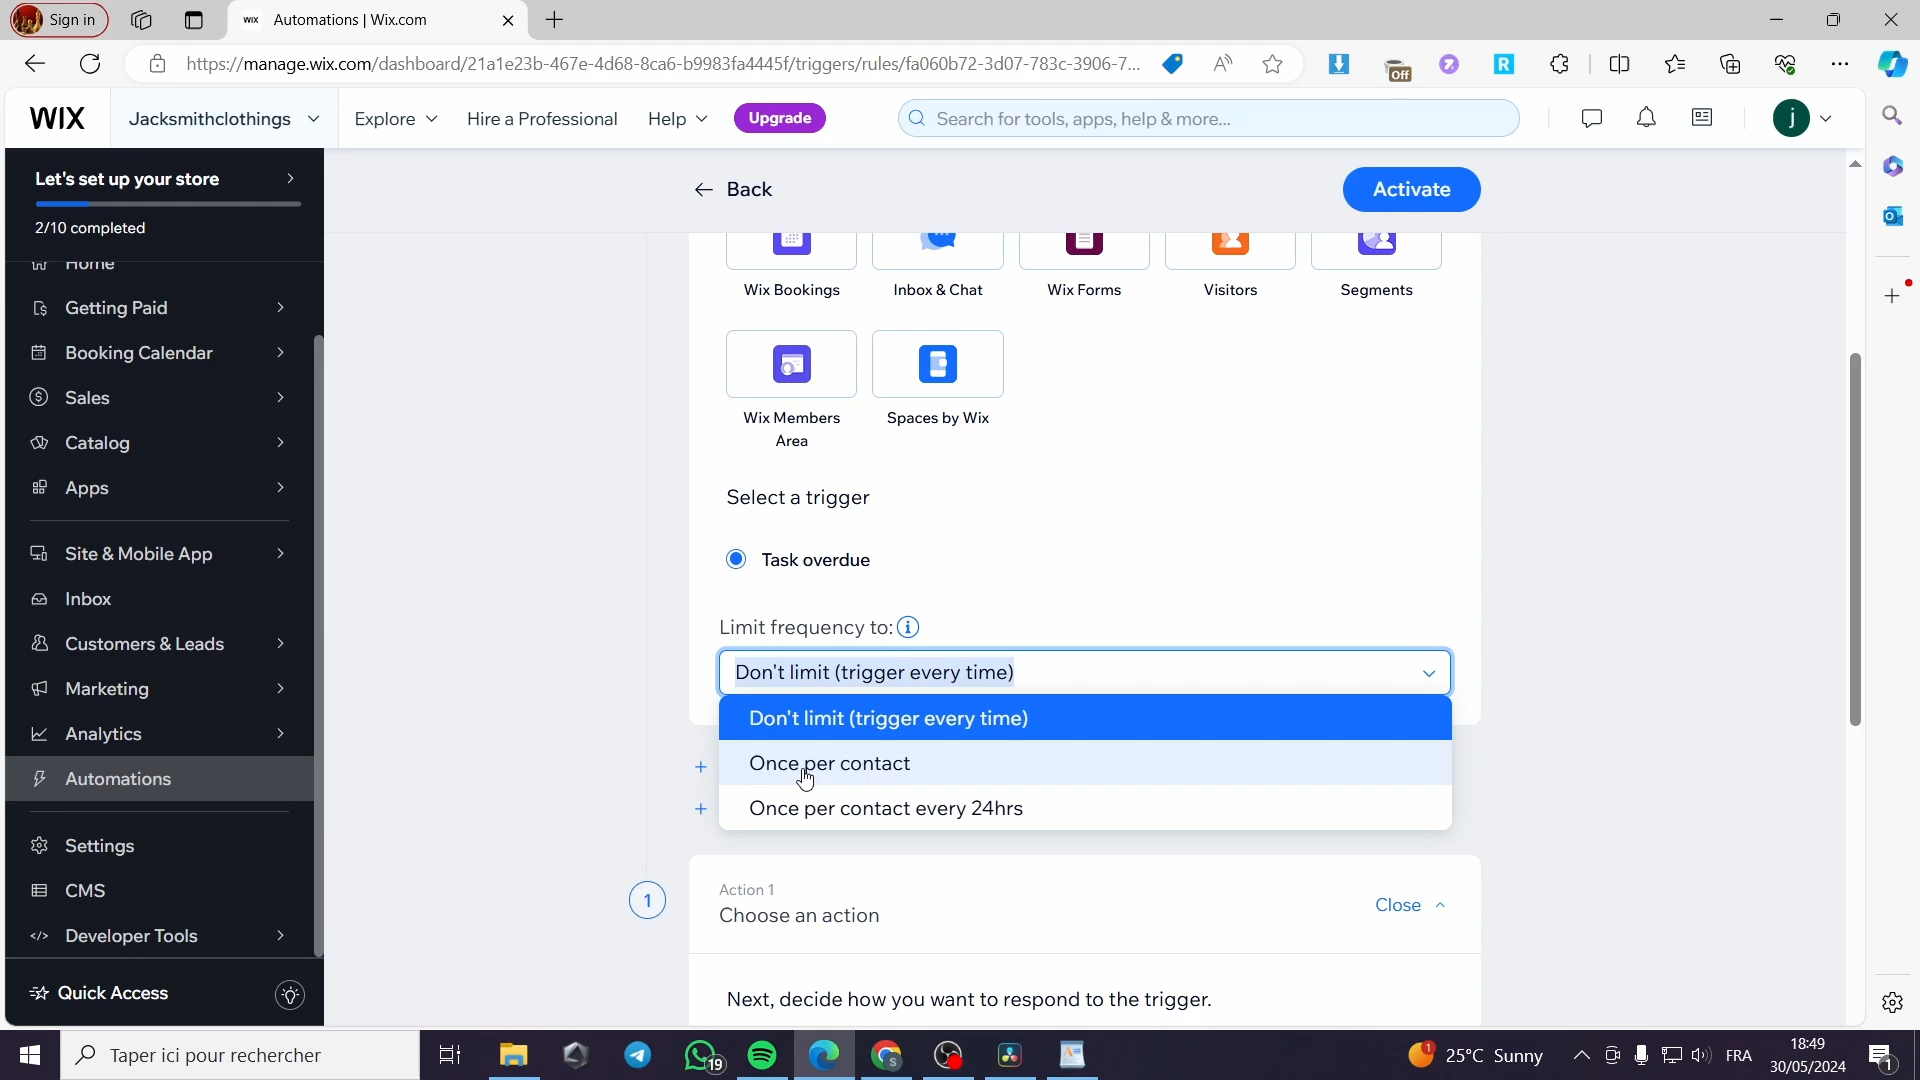 Sign in
WIX Automations | Wix.com
https://manage.wix.com/dashboard/21a1e23b-467e-4d68-8ca6-b9983fa4445f/triggers/rules/fa060b72-3d07-783c-3906-7...
Off
WIX
Jacksmithclothings
Explore
Hire a Professional
Help
Upgrade
Search for tools, apps, help & more...
j
Let's set up your store
2/10 completed
Home
Getting Paid
Booking Calendar
Sales
Catalog
Apps
Site & Mobile App
Inbox
Customers & Leads
Marketing
Analytics
Automations
Settings
CMS
Developer Tools
Quick Access
Back
Activate
Wix Bookings
Inbox & Chat
Wix Forms
Visitors
Segments
Wix Members
Area
Spaces by Wix
Select a trigger
Task overdue
Limit frequency to:
Don't limit (trigger every time)
Don't limit (trigger every time)
Once per contact
Once per contact every 24hrs
1
Action 1
Choose an action
Close
Next, decide how you want to respond to the trigger.
Taper ici pour rechercher
19
1
25°C Sunny
FRA
18:49
30/05/2024
1